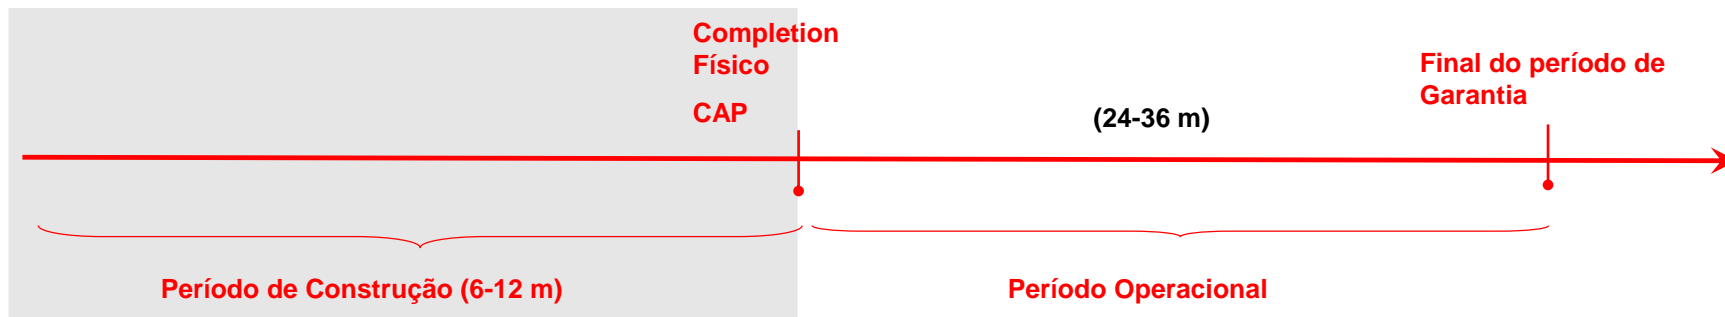 Completion
Físico
CAP
(24-36 m)
Final do período de
Garantia
Período de Construção (6-12 m)
Período Operacional